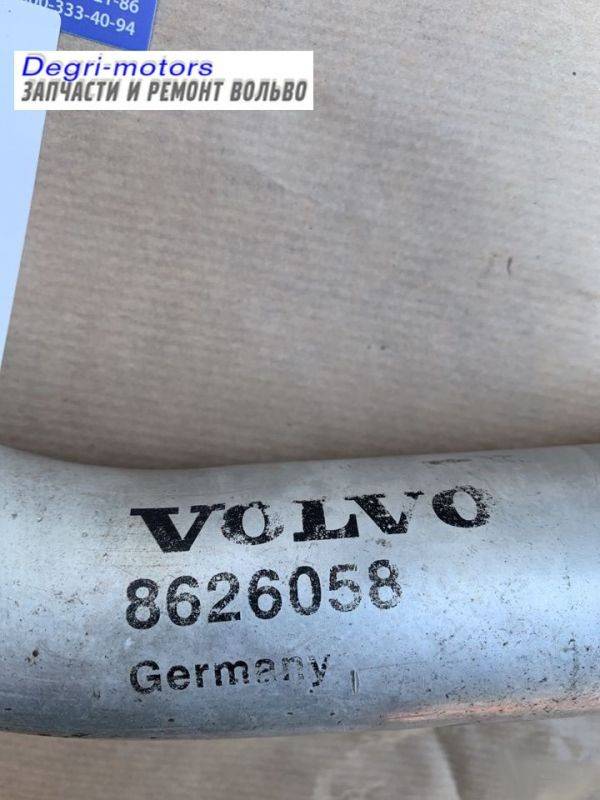 333-40-94
Degri-motors
ЗАПЧАСТИ И РЕМОНТ ВОЛЬВО
VOLVO
8626058
Germany